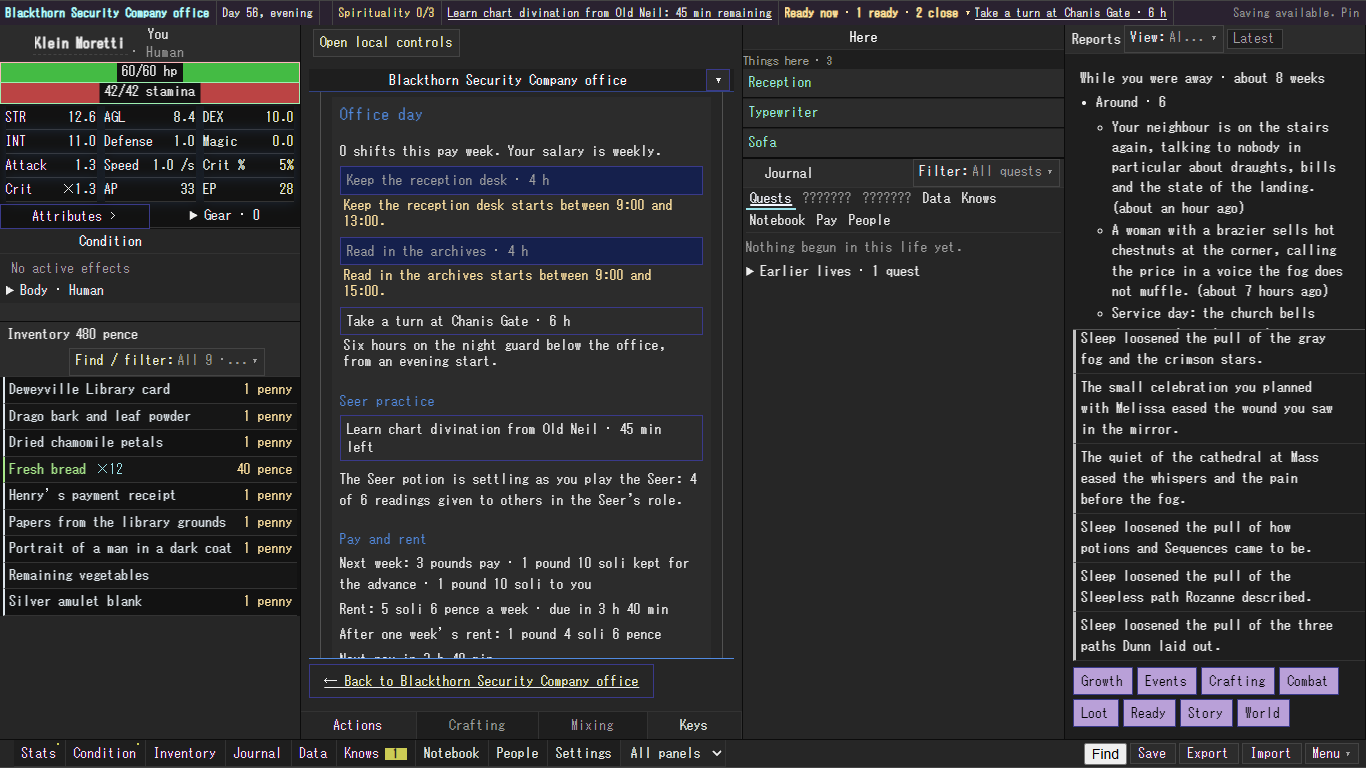 Blackthorn Security Company office
Day 56, evening
Spirituality 0/3
Learn chart divination from Old Neil: 45 min remaining
Ready now · 1 ready · 2 close ▾
Take a turn at Chanis Gate · 6 h
Saving available. Pin
Klein Moretti
You
Human
60/60 hp
42/42 stamina
STR 12.6 AGL 8.4 DEX 10.0
INT 11.0 Defense 1.0 Magic 0.0
Attack 1.3 Speed 1.0 /s Crit % 5%
Crit ×1.3 AP 33 EP 28
Attributes >
▶ Gear · 0
Condition
No active effects
▶ Body · Human
Inventory 480 pence
Find / filter: All 9 ·... ▾
Deweyville Library card 1 penny
Drago bark and leaf powder 1 penny
Dried chamomile petals 1 penny
Fresh bread ×12 40 pence
Henry's payment receipt 1 penny
Papers from the library grounds 1 penny
Portrait of a man in a dark coat 1 penny
Remaining vegetables
Silver amulet blank 1 penny
Open local controls
Blackthorn Security Company office
▼
Office day
0 shifts this pay week. Your salary is weekly.
Keep the reception desk · 4 h
Keep the reception desk starts between 9:00 and
13:00.
Read in the archives · 4 h
Read in the archives starts between 9:00 and
15:00.
Take a turn at Chanis Gate · 6 h
Six hours on the night guard below the office,
from an evening start.
Seer practice
Learn chart divination from Old Neil · 45 min
left
The Seer potion is settling as you play the Seer: 4
of 6 readings given to others in the Seer's role.
Pay and rent
Next week: 3 pounds pay · 1 pound 10 soli kept for
the advance · 1 pound 10 soli to you
Rent: 5 soli 6 pence a week · due in 3 h 40 min
After one week's rent: 1 pound 4 soli 6 pence
Next pay in 3 h 40 min
← Back to Blackthorn Security Company office
Actions
Crafting
Mixing
Keys
Here
Things here · 3
Reception
Typewriter
Sofa
Journal
Filter: All quests ▾
Quests ??????? ??????? Data Knows
Notebook Pay People
Nothing begun in this life yet.
▶ Earlier lives · 1 quest
Reports
View: Al... ▾
Latest
While you were away · about 8 weeks
• Around · 6
Your neighbour is on the stairs
again, talking to nobody in
particular about draughts, bills
and the state of the landing.
(about an hour ago)
A woman with a brazier sells hot
chestnuts at the corner, calling
the price in a voice the fog does
not muffle. (about 7 hours ago)
Service day: the church bells
Sleep loosened the pull of the gray
fog and the crimson stars.
The small celebration you planned
with Melissa eased the wound you saw
in the mirror.
The quiet of the cathedral at Mass
eased the whispers and the pain
before the fog.
Sleep loosened the pull of how
potions and Sequences came to be.
Sleep loosened the pull of the
Sleepless path Rozanne described.
Sleep loosened the pull of the three
paths Dunn laid out.
Growth Events Crafting Combat
Loot Ready Story World
Stats Condition Inventory Journal Data Knows 1 Notebook People Settings All panels
Find Save Export Import Menu ▾